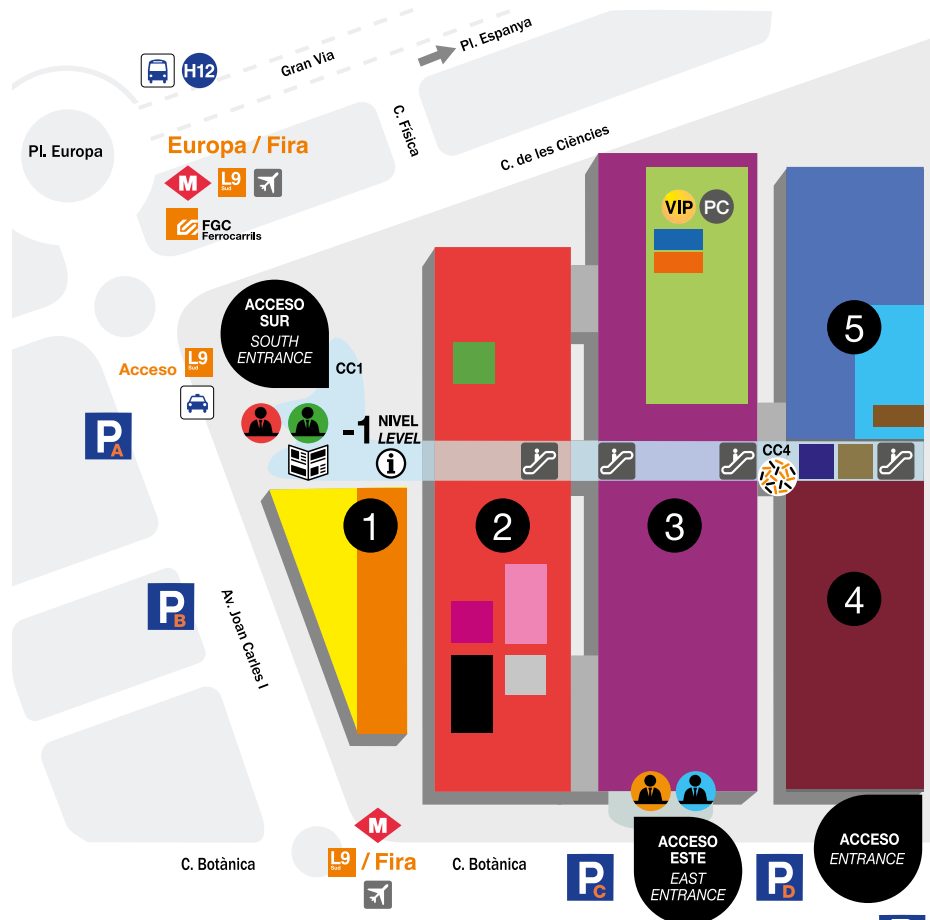 Pl. Espanya
Gran Via
H12
C. Física
Pl. Europa
Europa / Fira
C. de les Ciències
M
L9
Sud
FGC
Ferrocarrils
VIP
PC
ACCESO
SUR
SOUTH
ENTRANCE
5
CC1
Acceso
L9
Sud
P
A
-1
NIVEL
LEVEL
i
CC4
1
2
3
4
P
B
Av. Joan Carles I
M
L9
Sud
/ Fira
C. Botànica
C. Botànica
P
C
ACCESO
ESTE
EAST
ENTRANCE
P
D
ACCESO
ENTRANCE